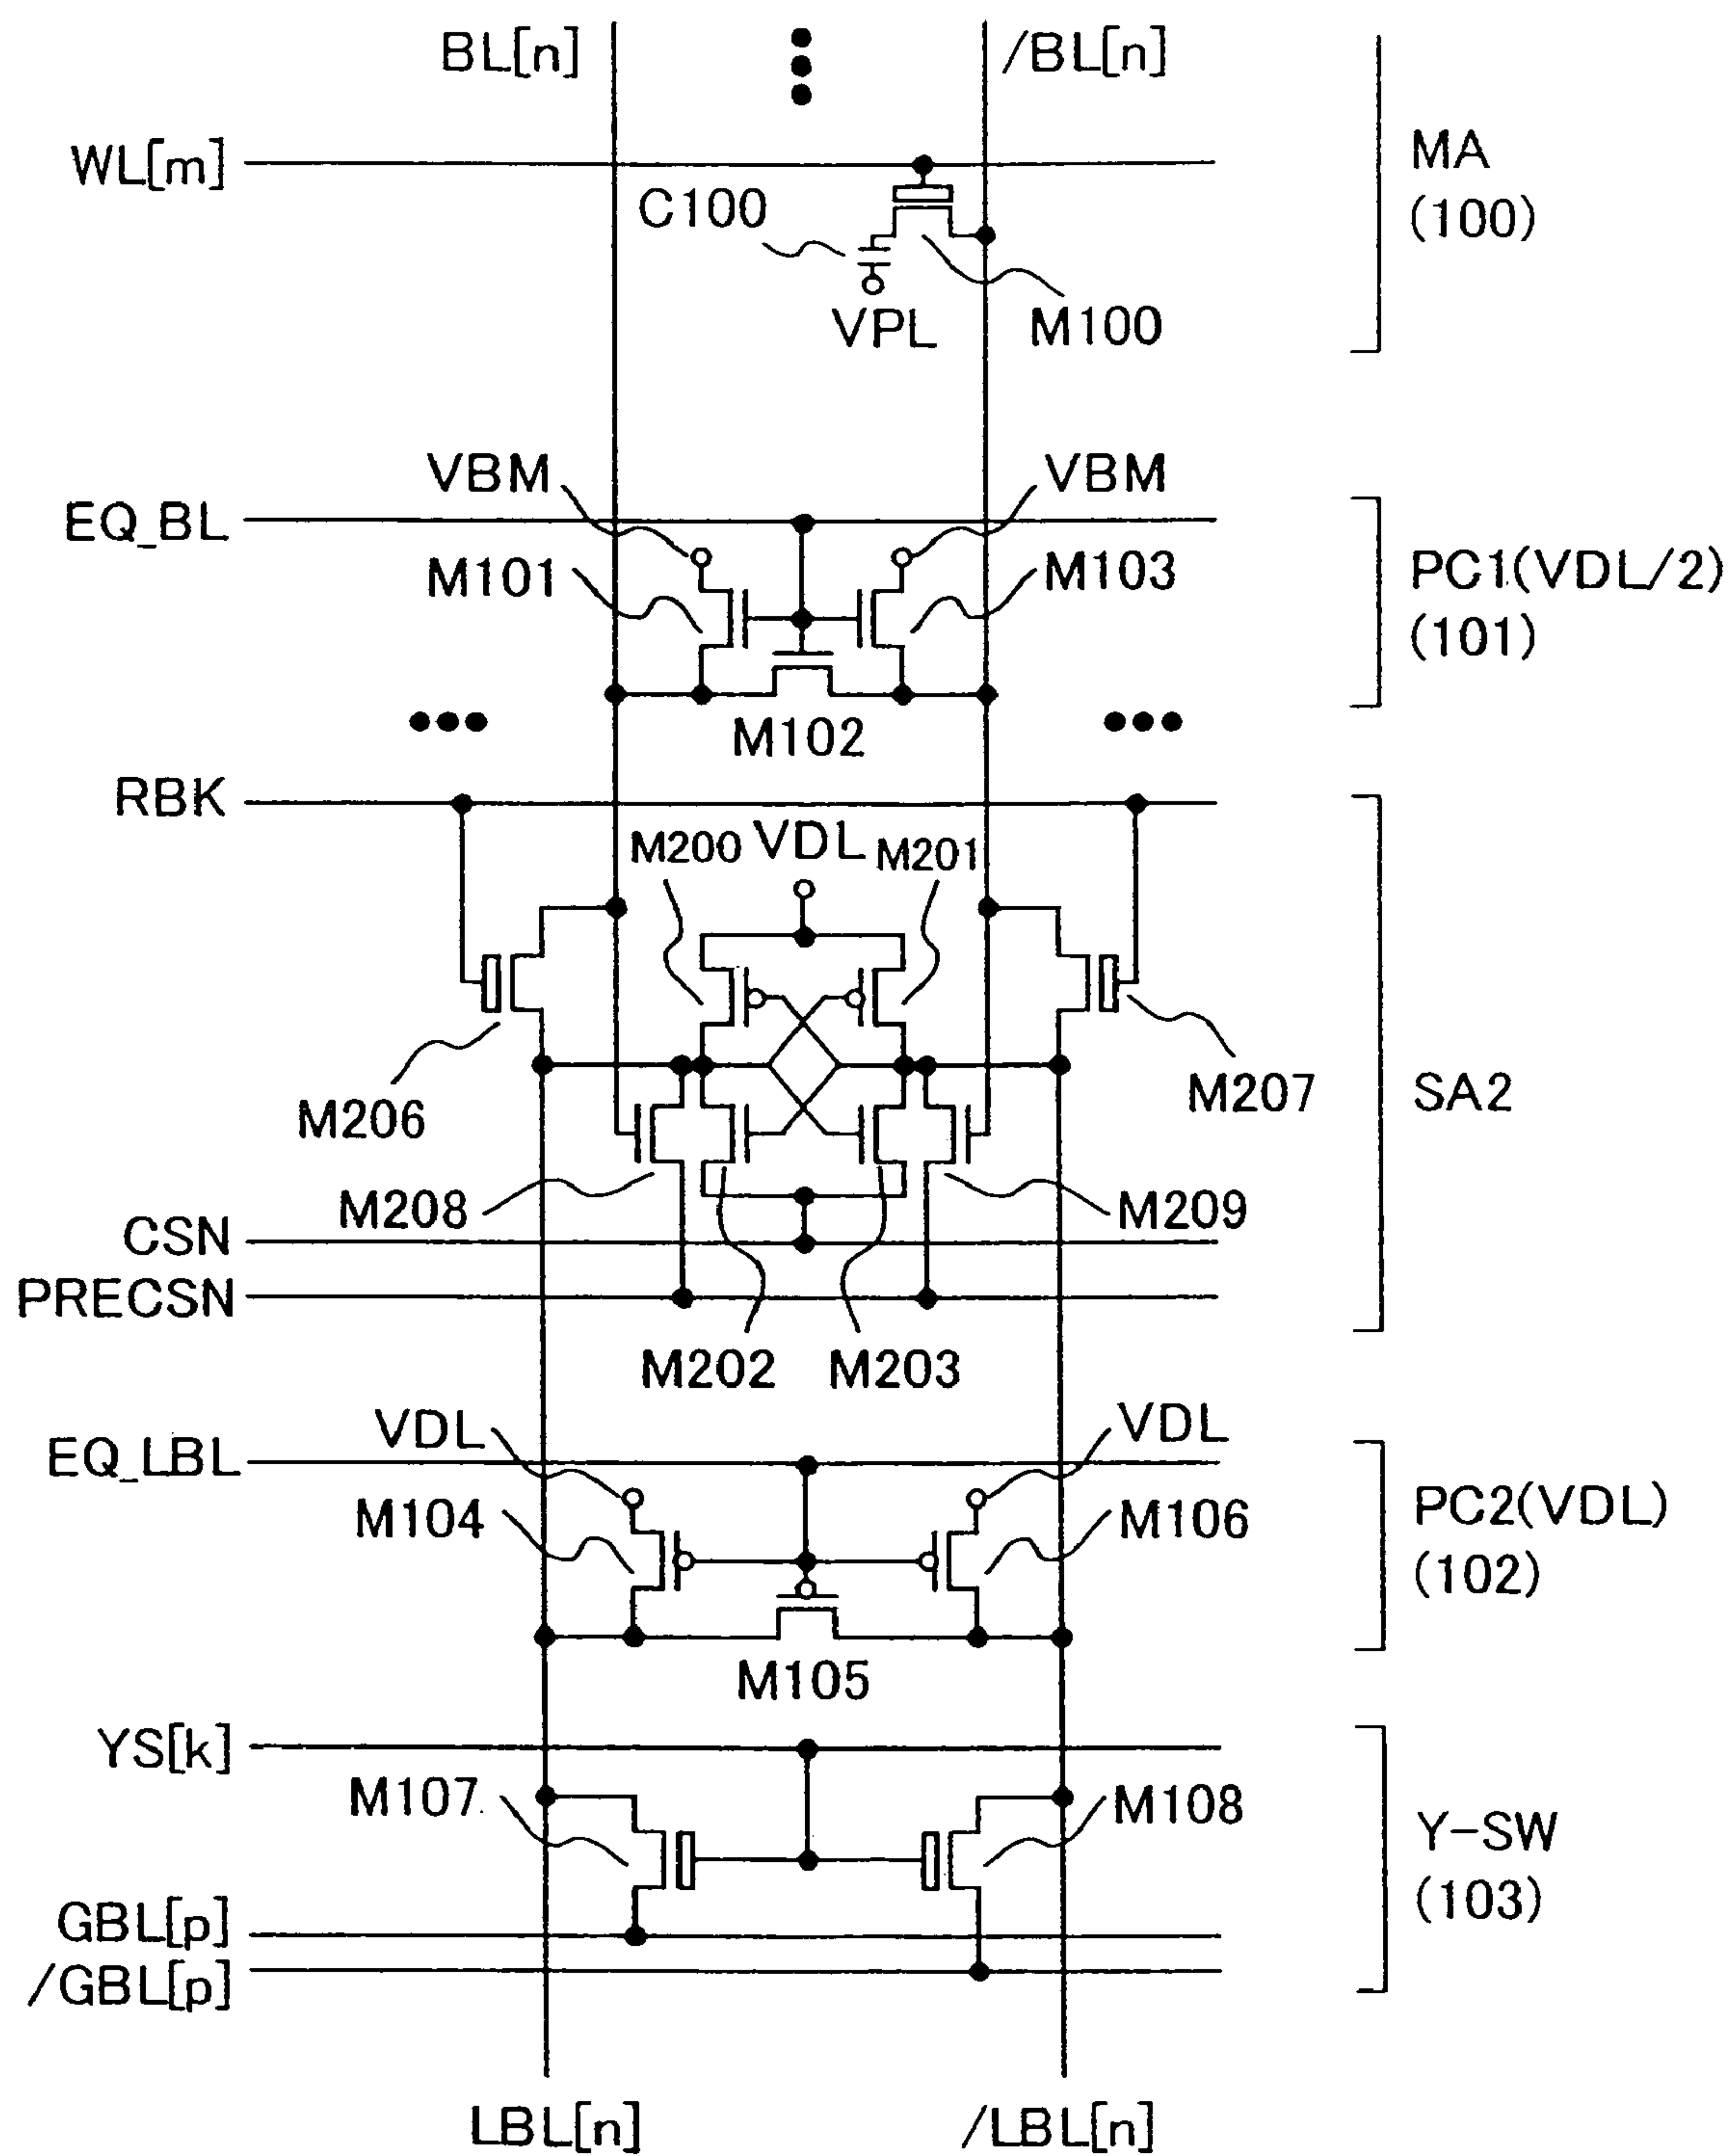 BL[n]
/BL[n]
WL[m]
C100
MA
(100)
VPL
M100
VBM
VBM
EQ_BL
M101
M103
PC1(VDL/2)
(101)
M102
RBK
M200
VDL
M201
M206
M207
SA2
M208
M209
CSN
PRECSN
M202
M203
VDL
VDL
EQ_LBL
M104
M106
PC2(VDL)
(102)
M105
YS[k]
M107
M108
Y-SW
(103)
GBL[p]
/GBL[p]
LBL[n]
/LBL[n]